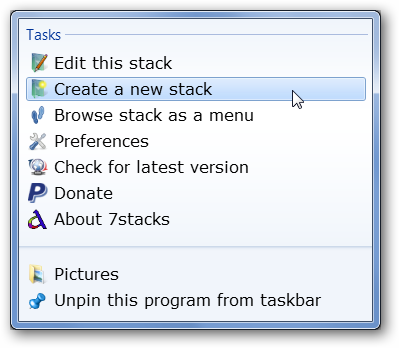 Tasks
Edit this stack
Create a new stack
Browse stack as a menu
Preferences
Check for latest version
Donate
About 7stacks
Pictures
Unpin this program from taskbar